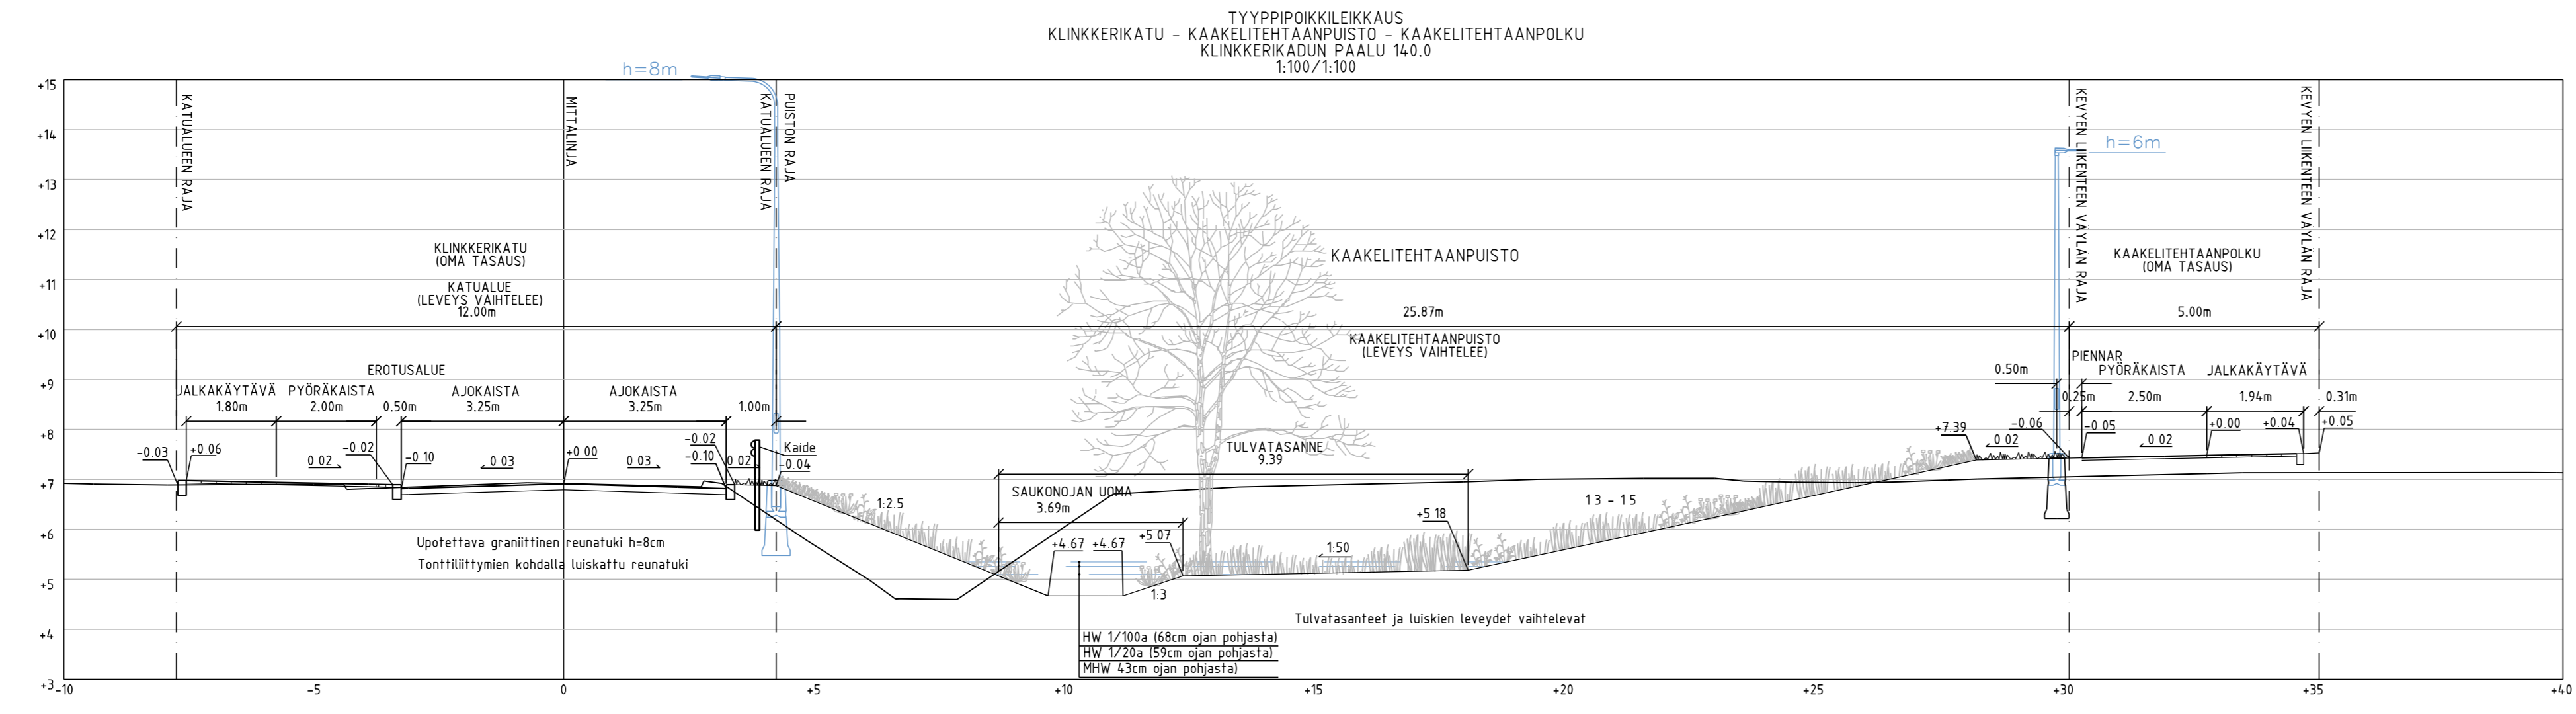 TYYPPIPOIKKILEIKKAUS
KLINKKERIKATU - KAAKELITEHTAANPUISTO - KAAKELITEHTAANPOLKU
KLINKKERIKADUN PAALU 140.0
1:100/1:100
h=8m
+15
+14
+13
+12
+11
+10
+9
+8
+7
+6
+5
+4
+3
KATUALUEEN RAJA
MITTALINJA
KATUALUEEN RAJA
PUISTON RAJA
KEVYEN LIIKENTEEN VÄYLÄN RAJA
KEVYEN LIIKENTEEN VÄYLÄN RAJA
h=6m
KLINKKERIKATU
(OMA TASAUS)
KATUALUE
(LEVEYS VAIHTELEE)
12.00m
KAAKELITEHTAANPUISTO
25.87m
KAAKELITEHTAANPUISTO
(LEVEYS VAIHTELEE)
KAAKELITEHTAANPOLKU
(OMA TASAUS)
5.00m
EROTUSALUE
JALKAKÄYTÄVÄ
1.80m
PYÖRÄKAISTA
2.00m
0.50m
AJOKAISTA
3.25m
AJOKAISTA
3.25m
1.00m
PIENNAR
0.50m
0.25m
PYÖRÄKAISTA
2.50m
JALKAKÄYTÄVÄ
1.94m
0.31m
-0.03
+0.06
0.02
-0.02
-0.10
0.03
+0.00
0.03
-0.02
-0.10
0.02
Kaide
-0.04
TULVATASANNE
9.39
SAUKONOJAN UOMA
3.69m
1:2.5
+4.67
+4.67
+5.07
1:3
1:50
+5.18
1:3 - 1:5
+7.39
0.02
-0.06
-0.05
0.02
+0.00
+0.04
+0.05
Upotettava graniittinen reunatuki h=8cm
Tonttiliittymien kohdalla luiskattu reunatuki
Tulvatasanteet ja luiskien leveydet vaihtelevat
HW 1/100a (68cm ojan pohjasta)
HW 1/20a (59cm ojan pohjasta)
MHW 43cm ojan pohjasta)
-10
-5
0
+5
+10
+15
+20
+25
+30
+35
+40